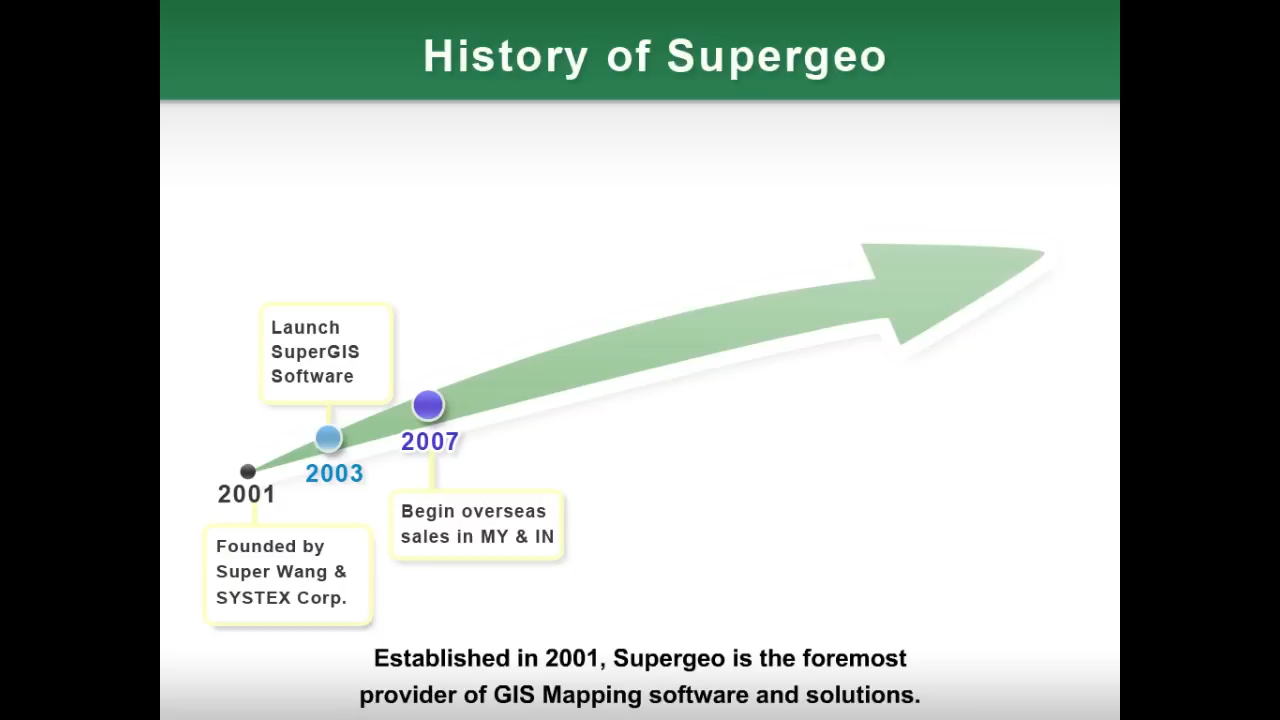 History of Supergeo
Launch
SuperGIS
Software
2007
2003
2001
Begin overseas
sales in MY & IN
Founded by
Super Wang &
SYSTEX Corp.
Established in 2001, Supergeo is the foremost
provider of GIS Mapping software and solutions.